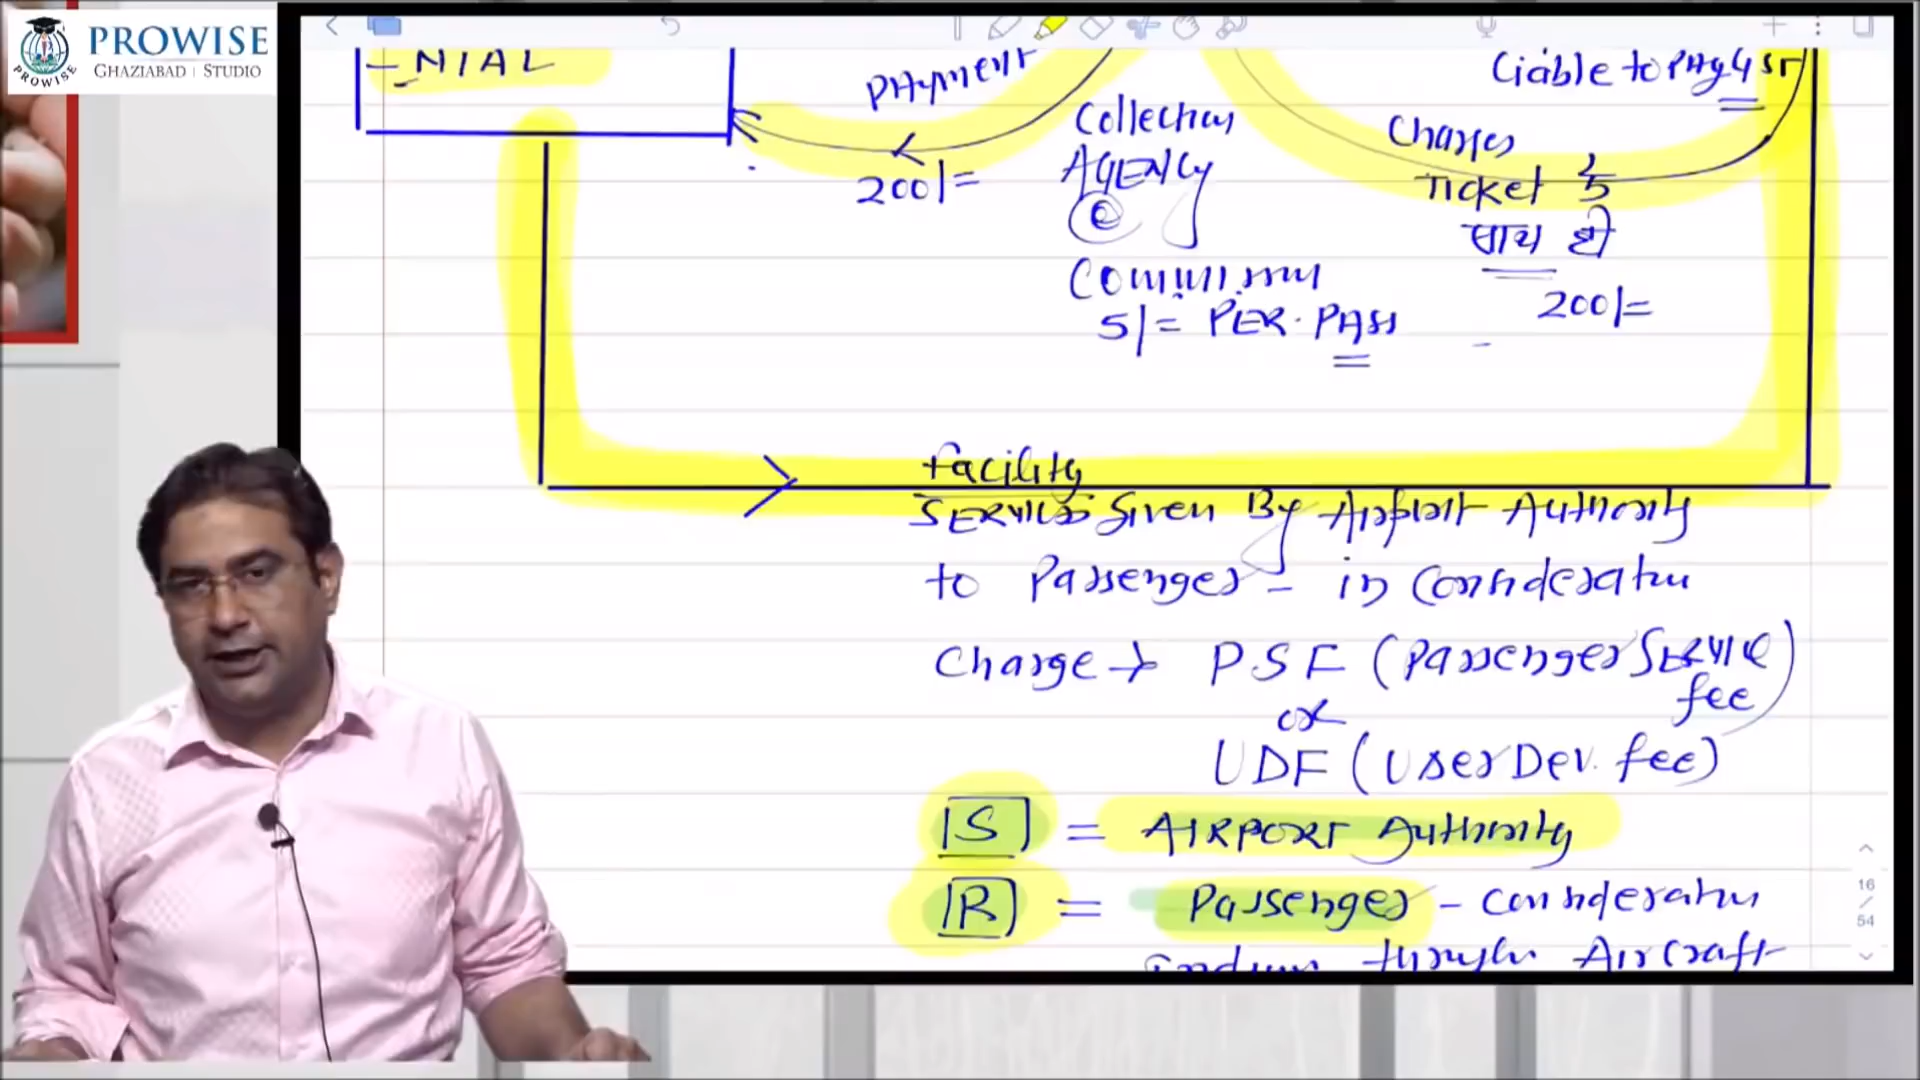 PROWISE
GHAZIABAD | STUDIO
PROWISE
- NIAL
Payment
200/=
Collection
AGENCY
@
Commission
5/= PER. PASS
Liable to Pay GST
Charges
Ticket के
साथ ही
200/=
Facility
SERVICES Given By Airport Authority
to Passenger - in Consideration
Charge → PSF (Passenger Service fee)
or
UDF (User Dev. fee)
S = AIRPORT Authority
R = Passenger - consideration
through Aircraft
16
/
54